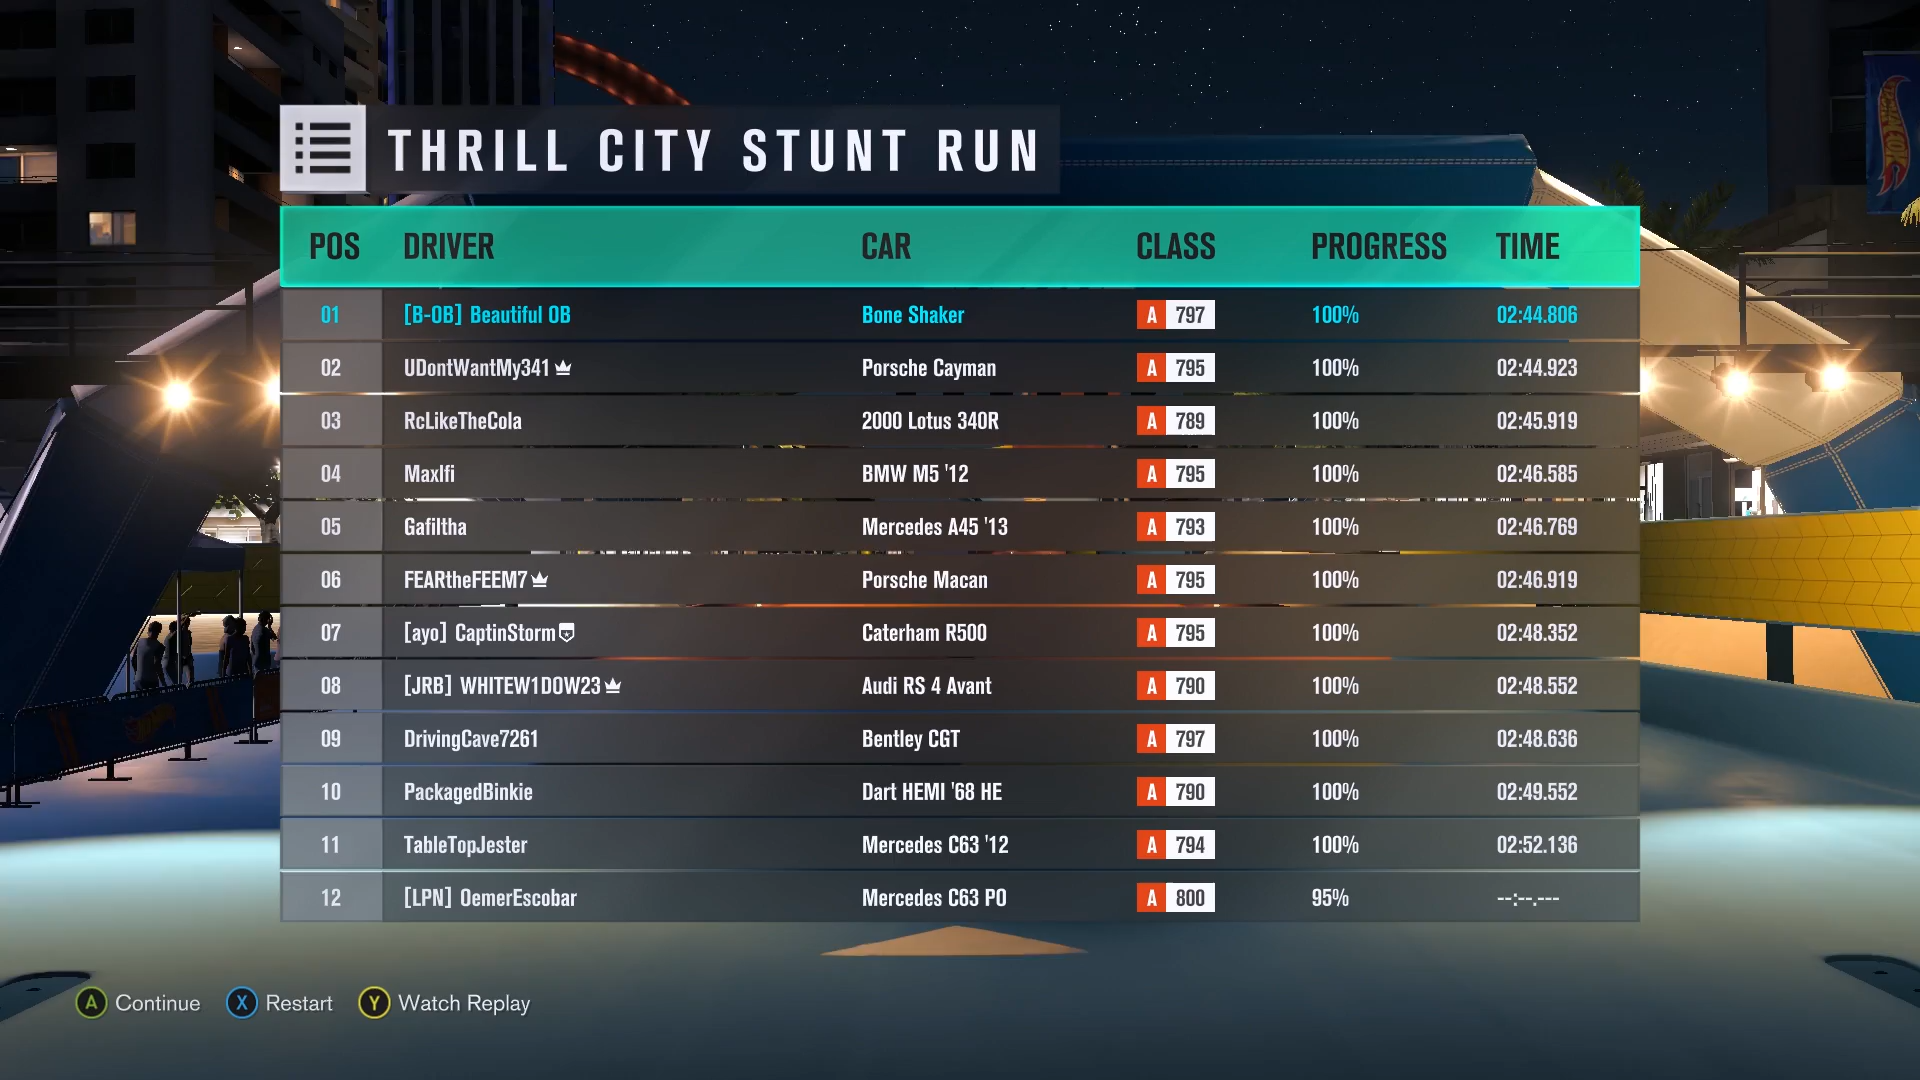 THRILL CITY STUNT RUN
POS DRIVER CAR CLASS PROGRESS TIME
01 [B-OB] Beautiful OB Bone Shaker A 797 100% 02:44.806
02 UDontWantMy341 Porsche Cayman A 795 100% 02:44.923
03 RcLikeTheCola 2000 Lotus 340R A 789 100% 02:45.919
04 MaxIfi BMW M5 '12 A 795 100% 02:46.585
05 Gafiltha Mercedes A45 '13 A 793 100% 02:46.769
06 FEARtheFEEM7 Porsche Macan A 795 100% 02:46.919
07 [ayo] CaptinStorm Caterham R500 A 795 100% 02:48.352
08 [JRB] WHITEW1DOW23 Audi RS 4 Avant A 790 100% 02:48.552
09 DrivingCave7261 Bentley CGT A 797 100% 02:48.636
10 PackagedBinkie Dart HEMI '68 HE A 790 100% 02:49.552
11 TableTopJester Mercedes C63 '12 A 794 100% 02:52.136
12 [LPN] OemerEscobar Mercedes C63 PO A 800 95% --:--.---
A Continue X Restart Y Watch Replay
HOT WHEELS